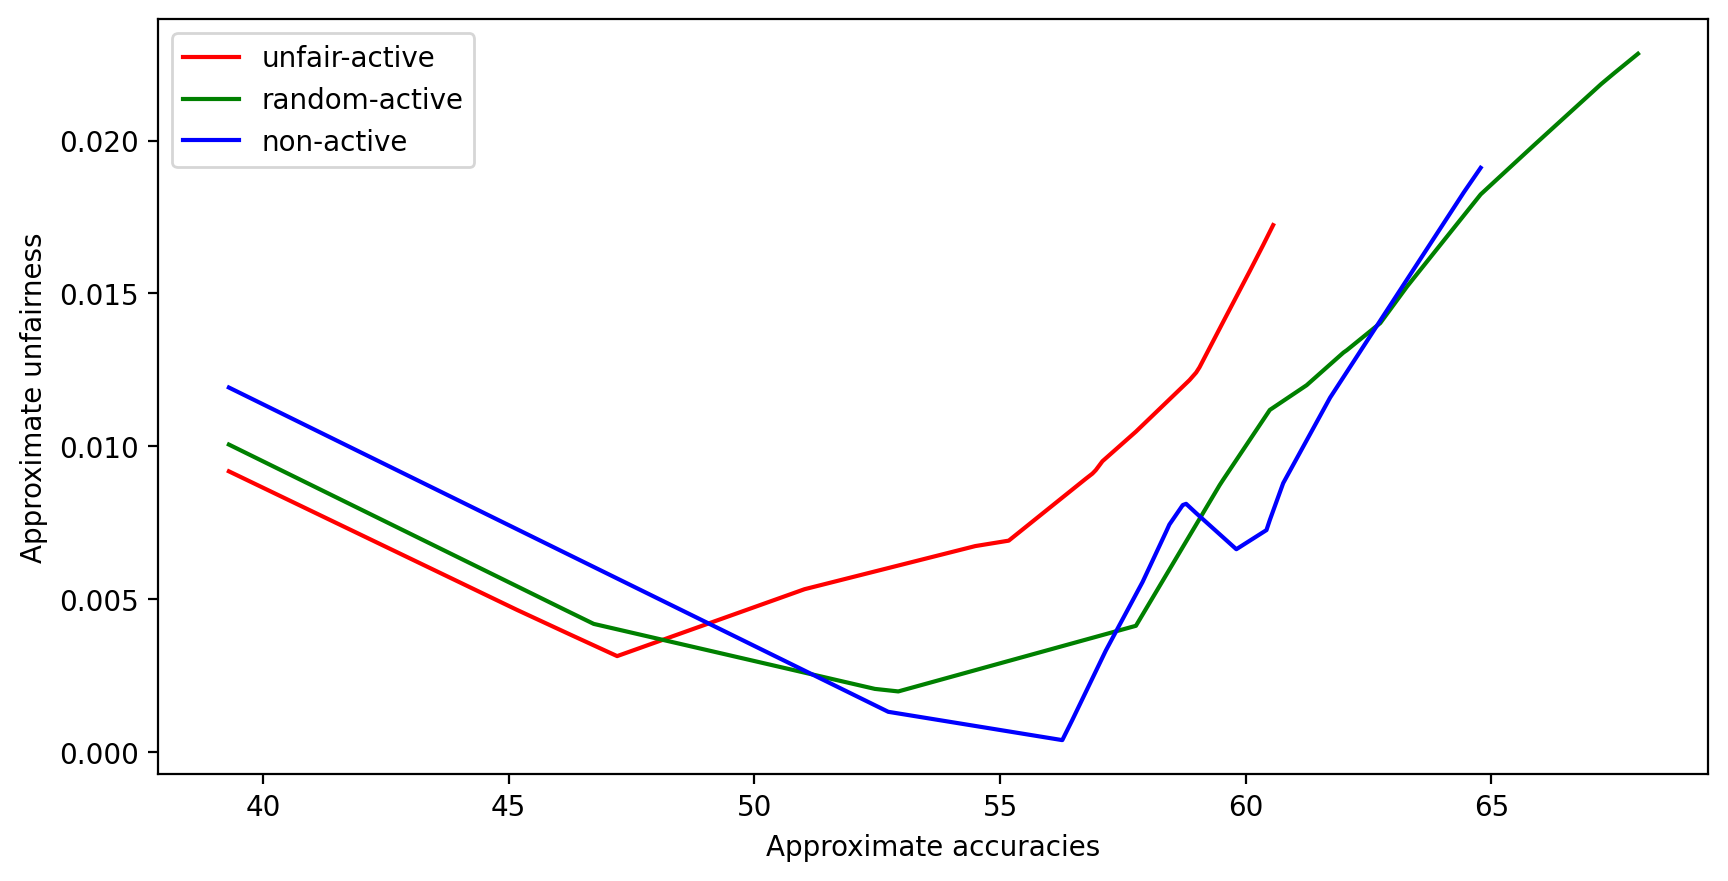 unfair-active
random-active
non-active
0.020
0.015
0.010
0.005
0.000
Approximate unfairness
40 45 50 55 60 65
Approximate accuracies